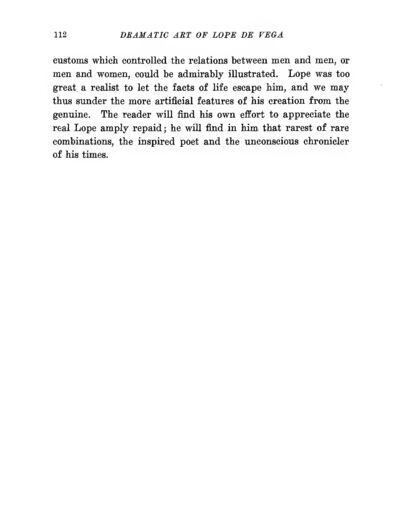 112 DRAMATIC ART OF LOPE DE VEGA
customs which controlled the relations between men and men, or
men and women, could be admirably illustrated. Lope was too
great a realist to let the facts of life escape him, and we may
thus sunder the more artificial features of his creation from the
genuine. The reader will find his own effort to appreciate the
real Lope amply repaid; he will find in him that rarest of rare
combinations, the inspired poet and the unconscious chronicler
of his times.